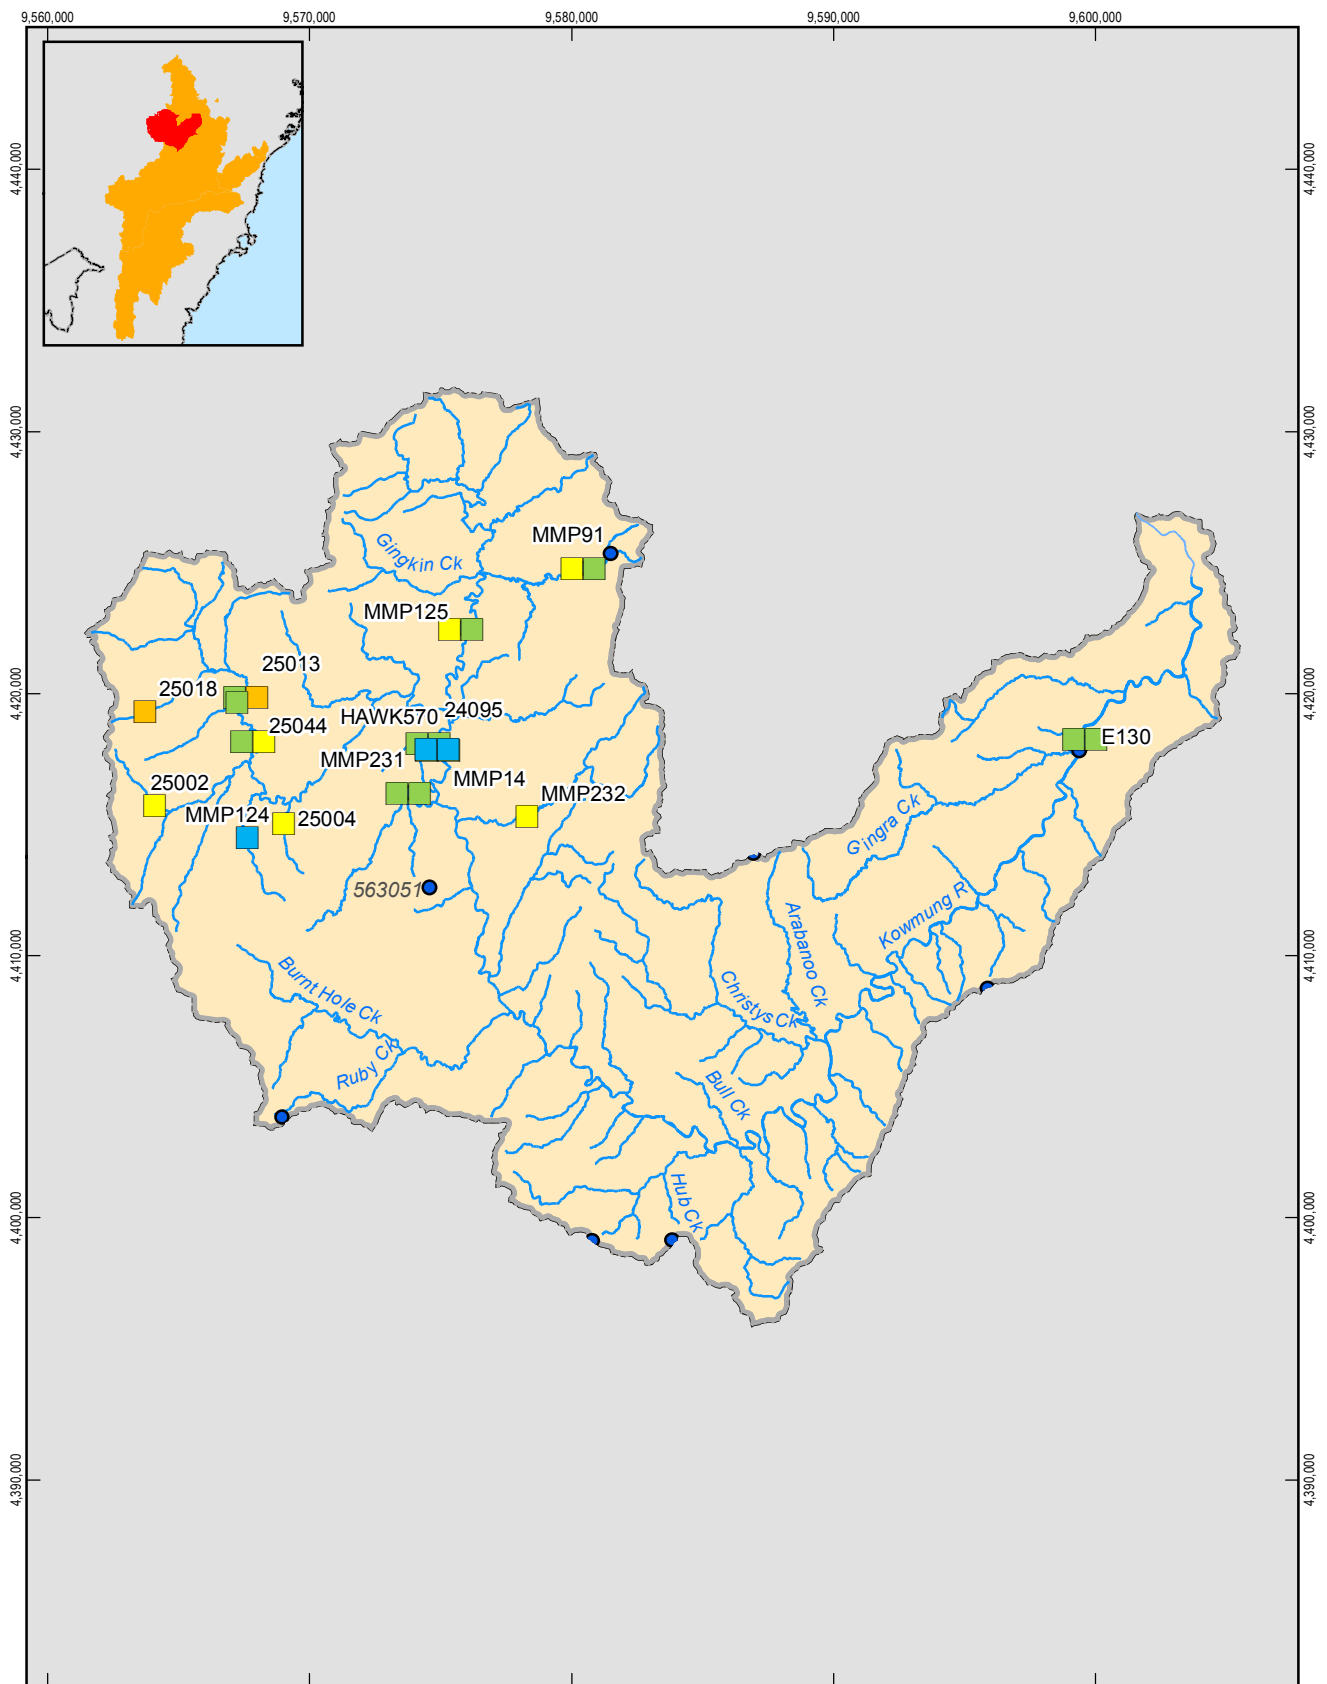 9,560,000
9,570,000
9,580,000
9,590,000
9,600,000
4,440,000
4,440,000
4,430,000
4,430,000
MMP91
Gingkin Ck
MMP125
25013
25018
4,420,000
4,420,000
HAWK570
24095
25044
E130
MMP231
MMP14
25002
MMP232
MMP124
25004
Gingra Ck
563051
Kowmung R
Arabanoo Ck
4,410,000
4,410,000
Burnt Hole Ck
Christys Ck
Ruby Ck
Bull Ck
Hub Ck
4,400,000
4,400,000
4,390,000
4,390,000